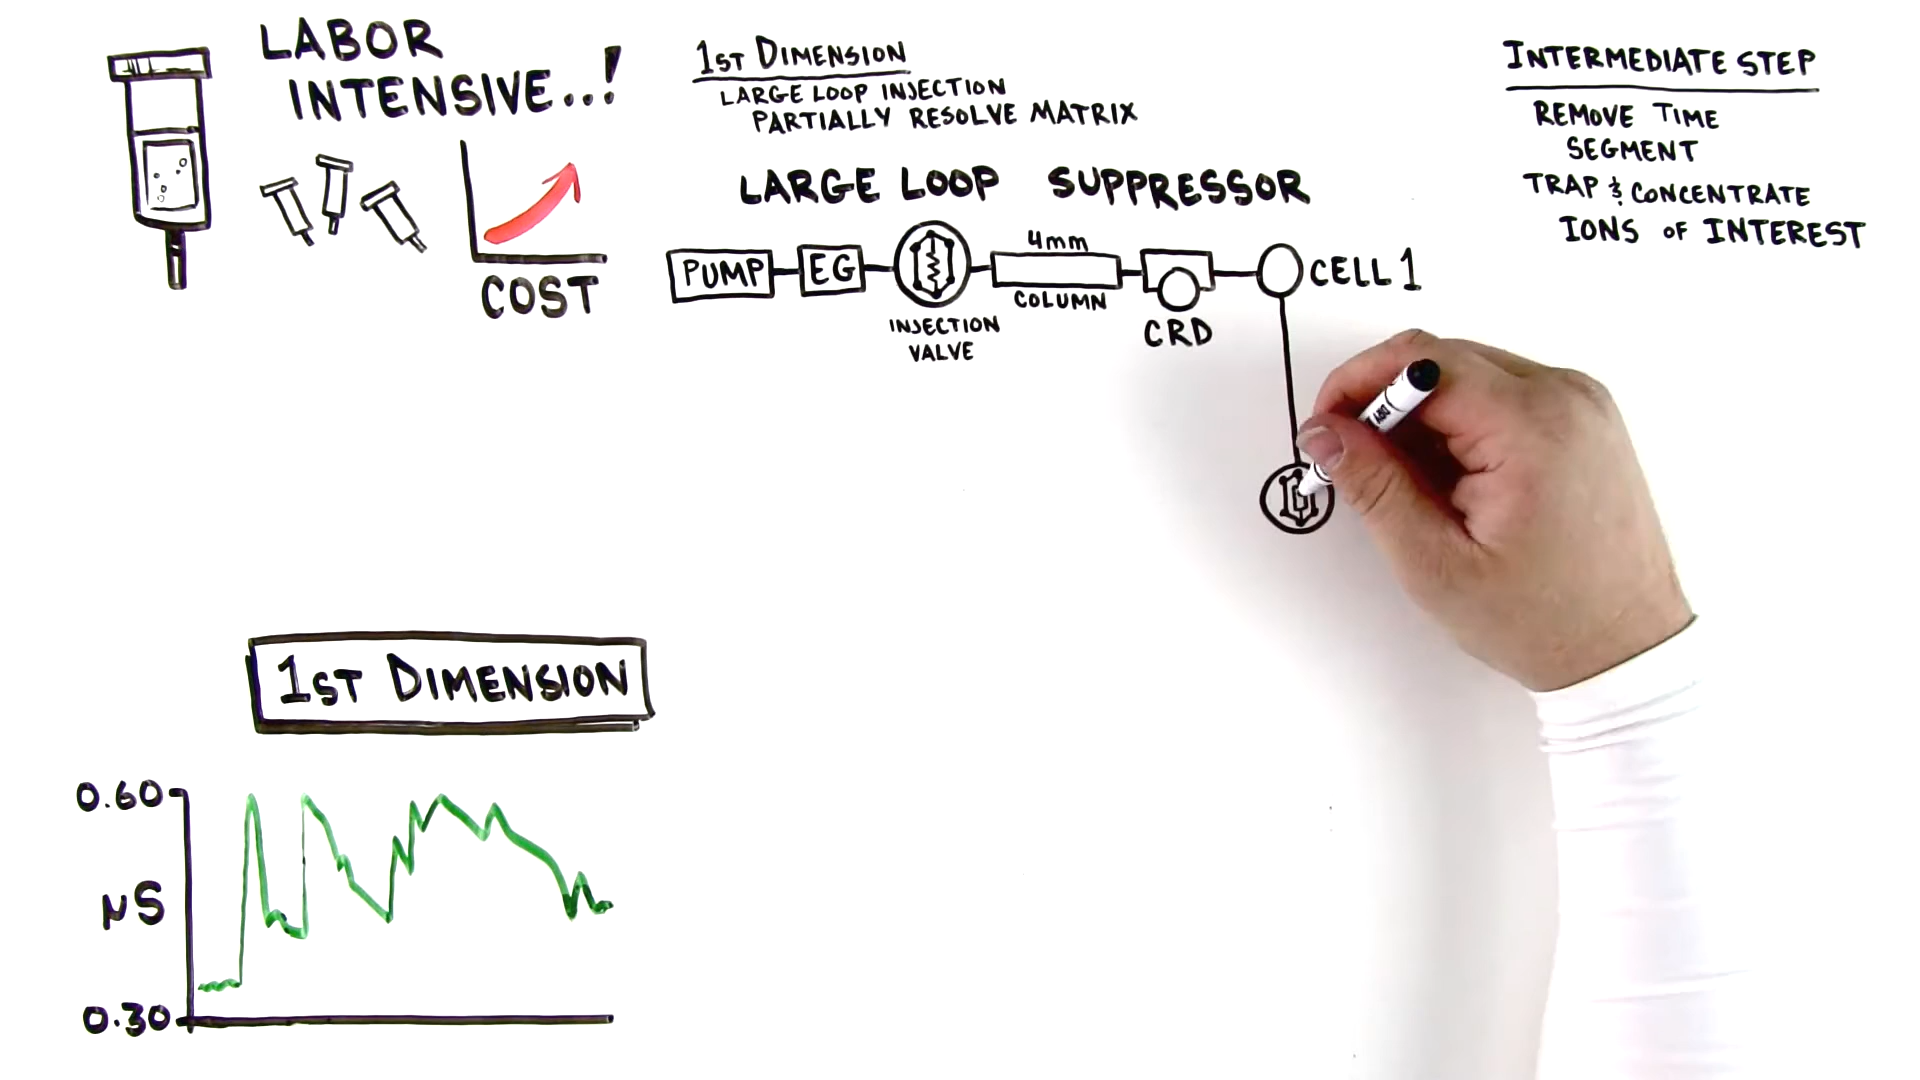 LABOR
INTENSIVE..!
COST
1ST DIMENSION
LARGE LOOP INJECTION
PARTIALLY RESOLVE MATRIX
LARGE LOOP SUPPRESSOR
PUMP
EG
INJECTION
VALVE
4mm
COLUMN
CRD
CELL 1
INTERMEDIATE STEP
REMOVE TIME
SEGMENT
TRAP & CONCENTRATE
IONS OF INTEREST
1ST DIMENSION
0.60
µS
0.30